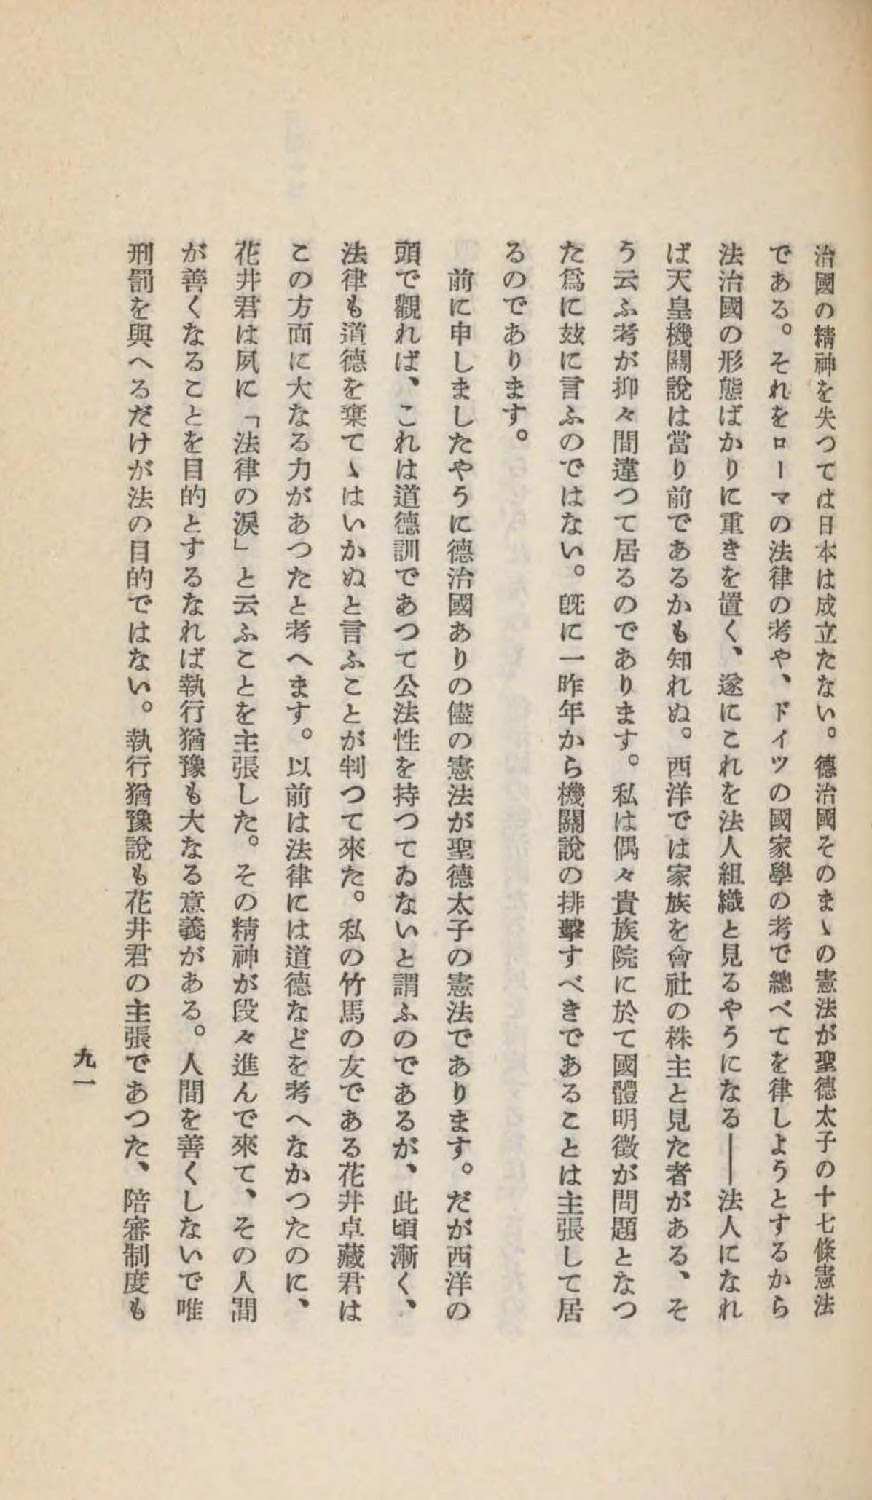 治國の精神を失つては日本は成立たない。德治國そのまゝの憲法が聖德太子の十七條憲法
である。それをローマの法律の考や、ドイツの國家學の考で總べてを律しようとするから
法治國の形態ばかりに重きを置く、遂にこれを法人組織と見るやうになる——法人になれ
ば天皇機關說は當り前であるかも知れぬ。西洋では家族を會社の株主と見た者がある、そ
う云ふ考が抑々間違つて居るのであります。私は偶々貴族院に於て國體明徵が問題となつ
た爲に玆に言ふのではない。旣に一昨年から機關說の排擊すべきであることは主張して居
るのであります。
前に申しましたやうに德治國ありの儘の憲法が聖德太子の憲法であります。だが西洋の
頭で觀れば、これは道德訓であつて公法性を持つてゐないと謂ふのであるが、此頃漸く、
法律も道德を棄てゝはいかぬと言ふことが判つて來た。私の竹馬の友である花井卓藏君は
この方面に大なる力があつたと考へます。以前は法律には道德などを考へなかつたのに、
花井君は夙に「法律の淚」と云ふことを主張した。その精神が段々進んで來て、その人間
が善くなることを目的とするなれば執行猶豫も大なる意義がある。人間を善くしないで唯
刑罰を與へるだけが法の目的ではない。執行猶豫說も花井君の主張であつた、陪審制度も
九一